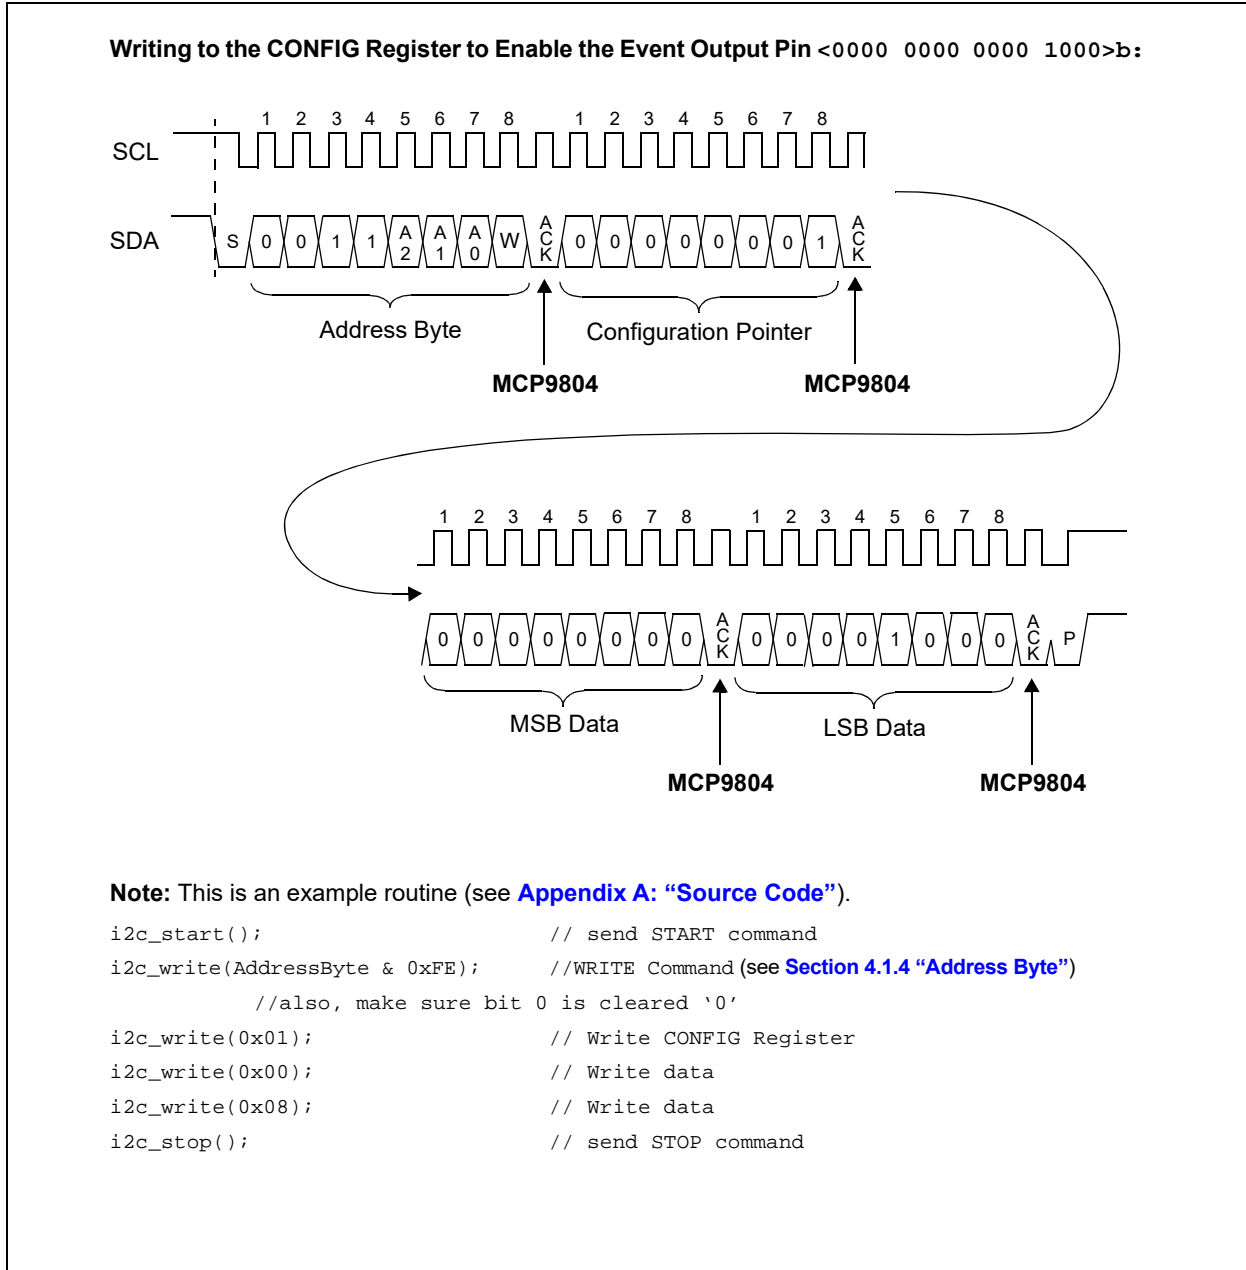 Writing to the CONFIG Register to Enable the Event Output Pin <0000 0000 0000 1000>b:
1 2 3 4 5 6 7 8 1 2 3 4 5 6 7 8
SCL
SDA S 0 0 1 1 A2 A1 A0 W ACK 0 0 0 0 0 0 0 1 ACK
Address Byte Configuration Pointer
MCP9804 MCP9804
1 2 3 4 5 6 7 8 1 2 3 4 5 6 7 8
0 0 0 0 0 0 0 0 ACK 0 0 0 0 1 0 0 0 ACK P
MSB Data LSB Data
MCP9804 MCP9804
Note: This is an example routine (see Appendix A: “Source Code”).
i2c_start(); // send START command
i2c_write(AddressByte & 0xFE); //WRITE Command (see Section 4.1.4 “Address Byte”)
//also, make sure bit 0 is cleared ‘0’
i2c_write(0x01); // Write CONFIG Register
i2c_write(0x00); // Write data
i2c_write(0x08); // Write data
i2c_stop(); // send STOP command